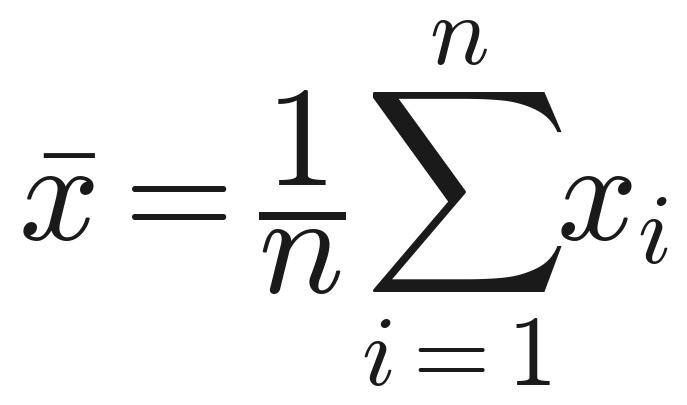 x̄ = 1/n ∑_{i=1}^{n} x_i